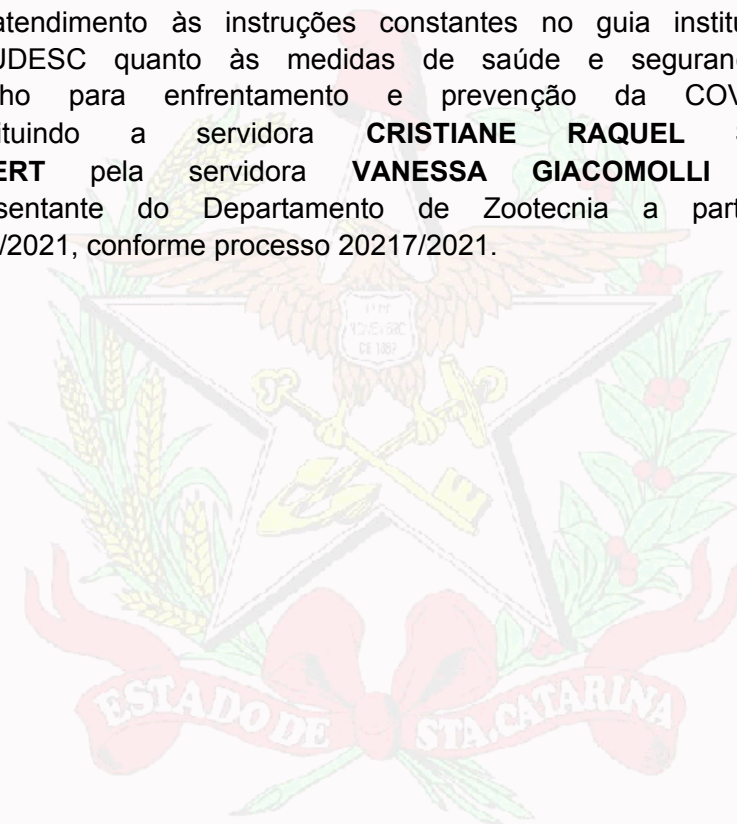 atendimento às instruções constantes no guia institu
UDESC quanto às medidas de saúde e seguran
ho para enfrentamento e prevenção da COV
ituindo a servidora CRISTIANE RAQUEL
ERT pela servidora VANESSA GIACOMOLLI
sentante do Departamento de Zootecnia a part
/2021, conforme processo 20217/2021.
ESTADO DE STA.CATARINA